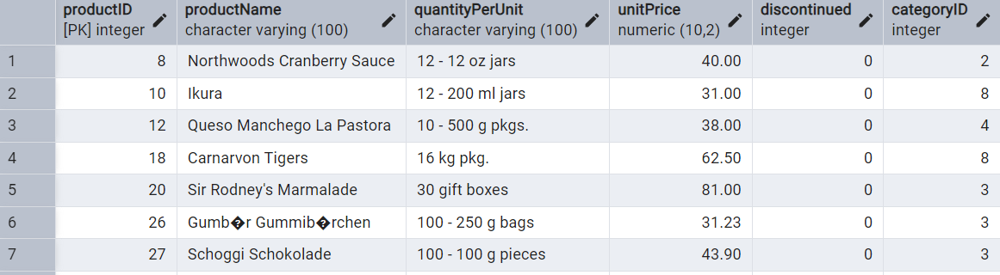 productID productName quantityPerUnit unitPrice discontinued categoryID
[PK] integer character varying (100) character varying (100) numeric (10,2) integer integer
1 8 Northwoods Cranberry Sauce 12 - 12 oz jars 40.00 0 2
2 10 Ikura 12 - 200 ml jars 31.00 0 8
3 12 Queso Manchego La Pastora 10 - 500 g pkgs. 38.00 0 4
4 18 Carnarvon Tigers 16 kg pkg. 62.50 0 8
5 20 Sir Rodney's Marmalade 30 gift boxes 81.00 0 3
6 26 Gumb�r Gummib�rchen 100 - 250 g bags 31.23 0 3
7 27 Schoggi Schokolade 100 - 100 g pieces 43.90 0 3